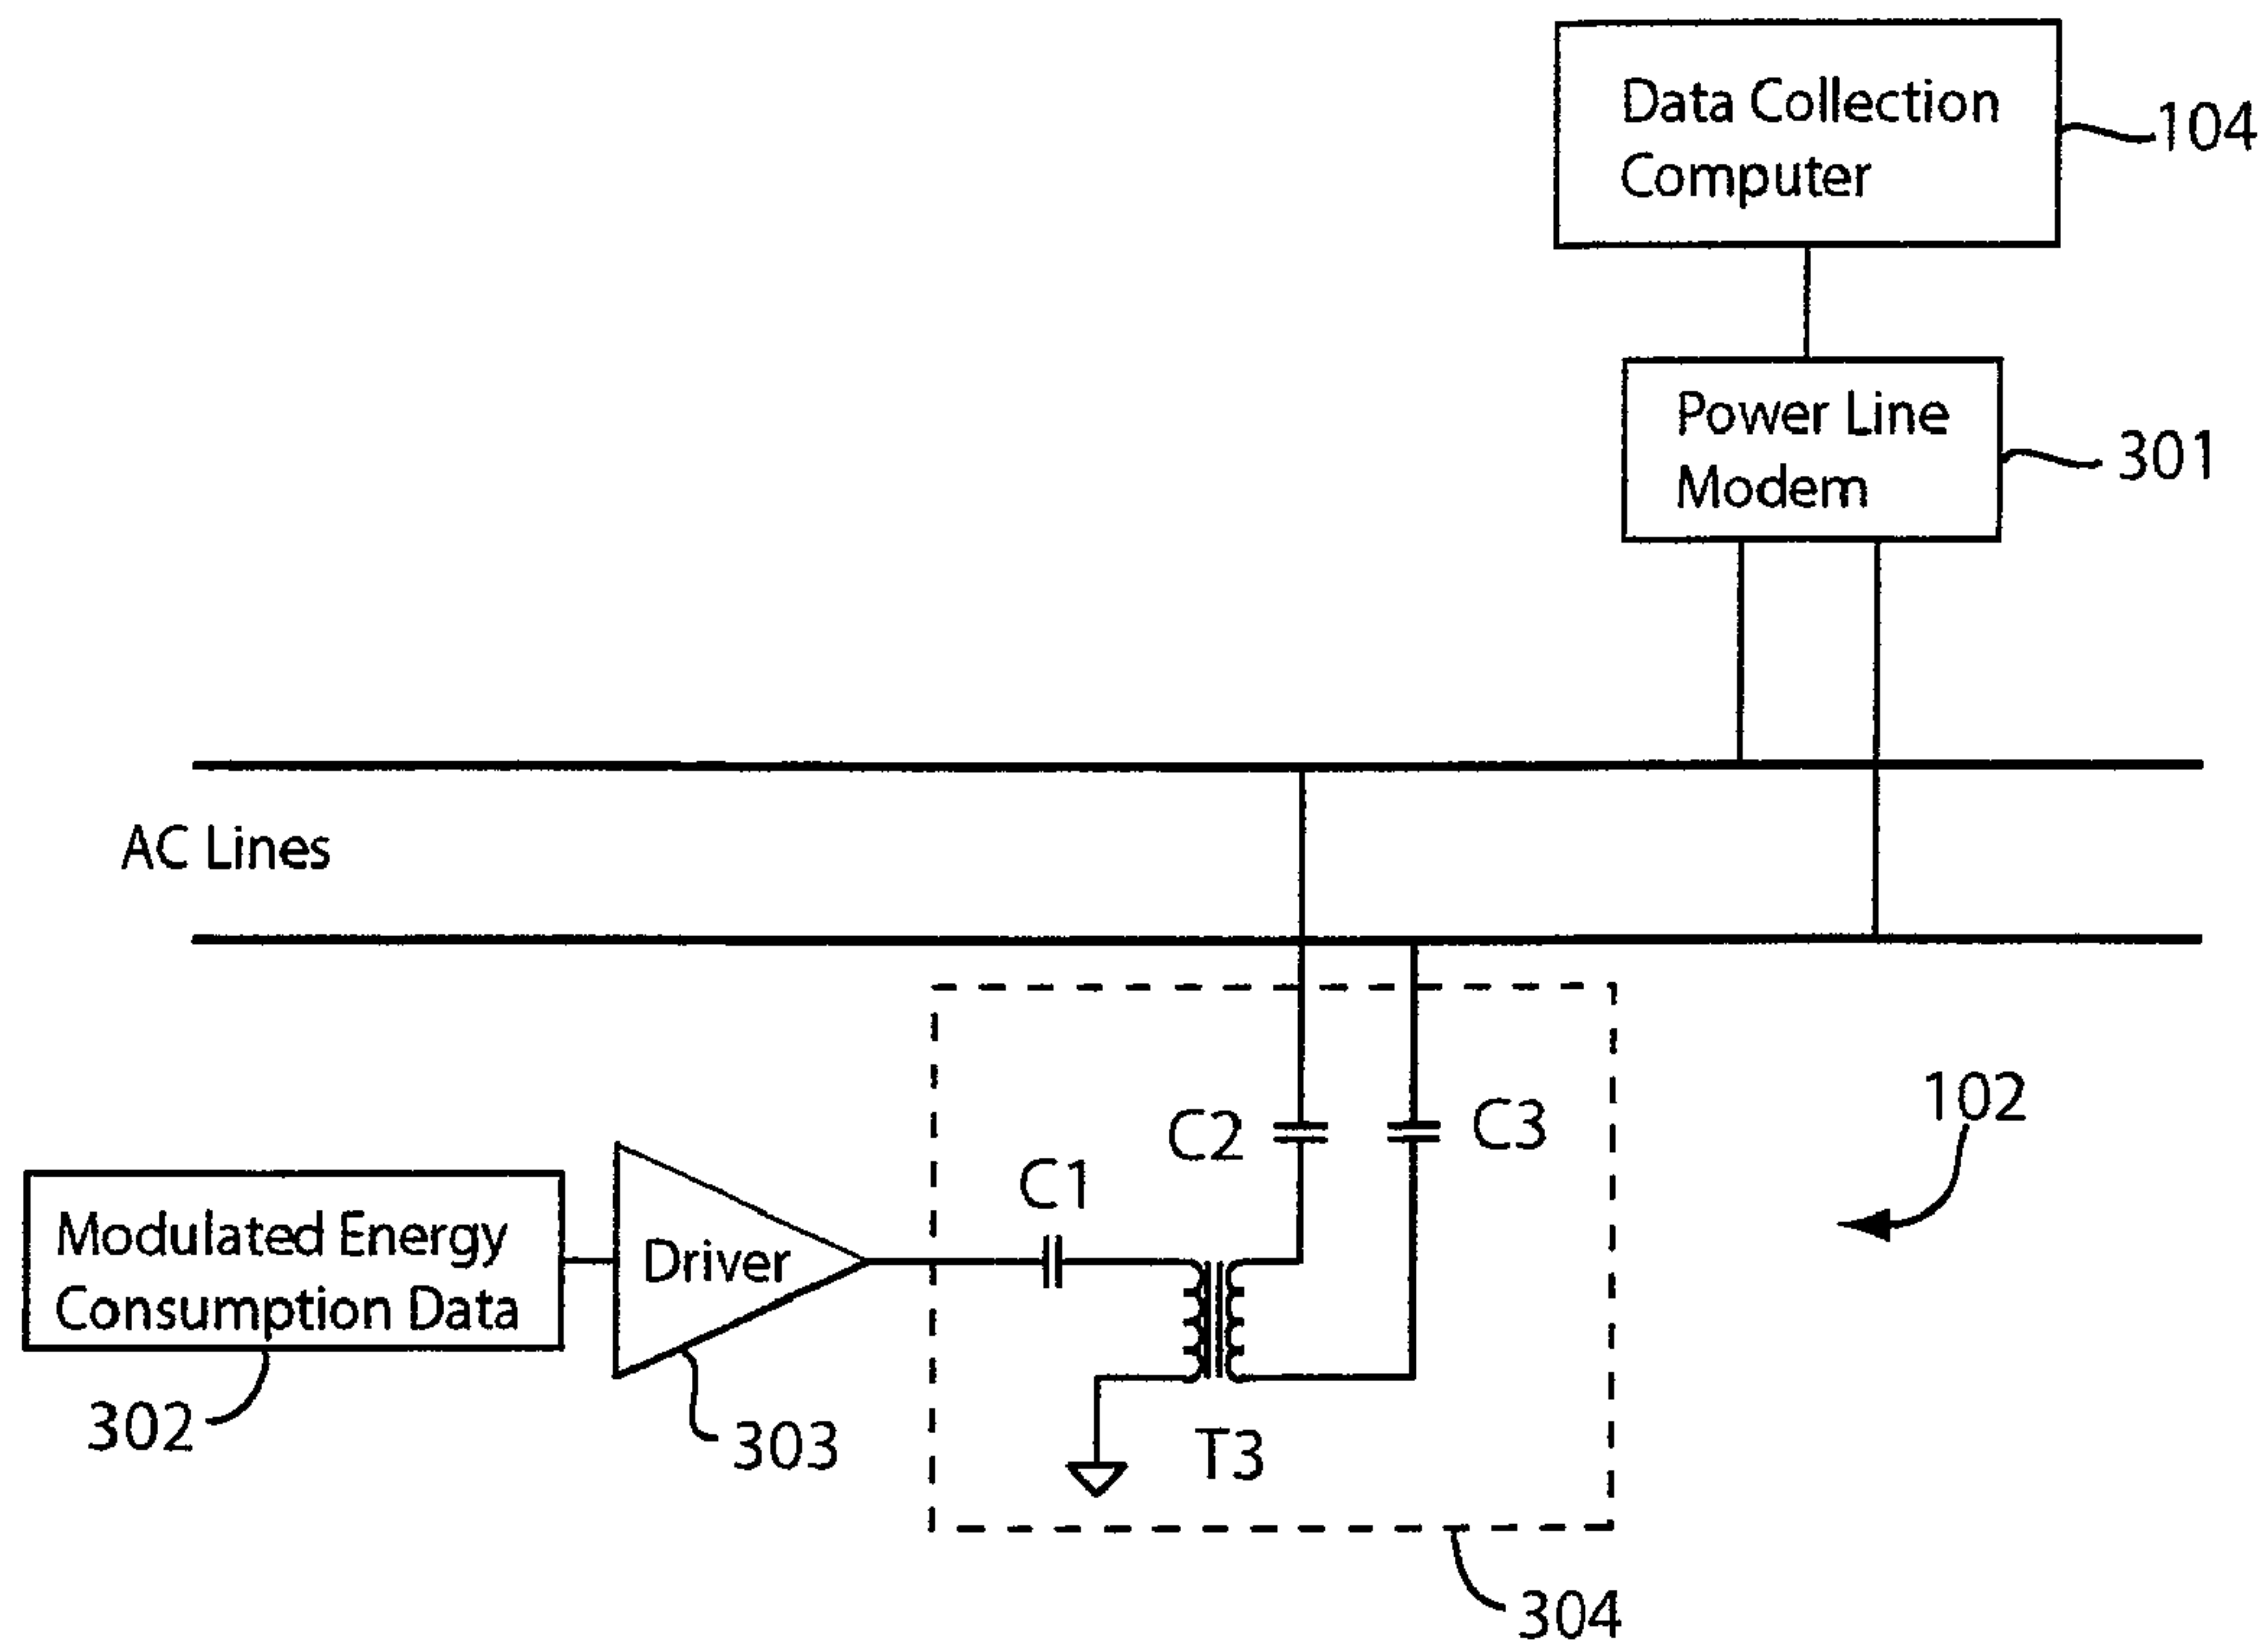 Data Collection
Computer
104
Power Line
Modem
301
AC Lines
102
C2
C3
C1
Modulated Energy
Consumption Data
Driver
302
303
T3
304